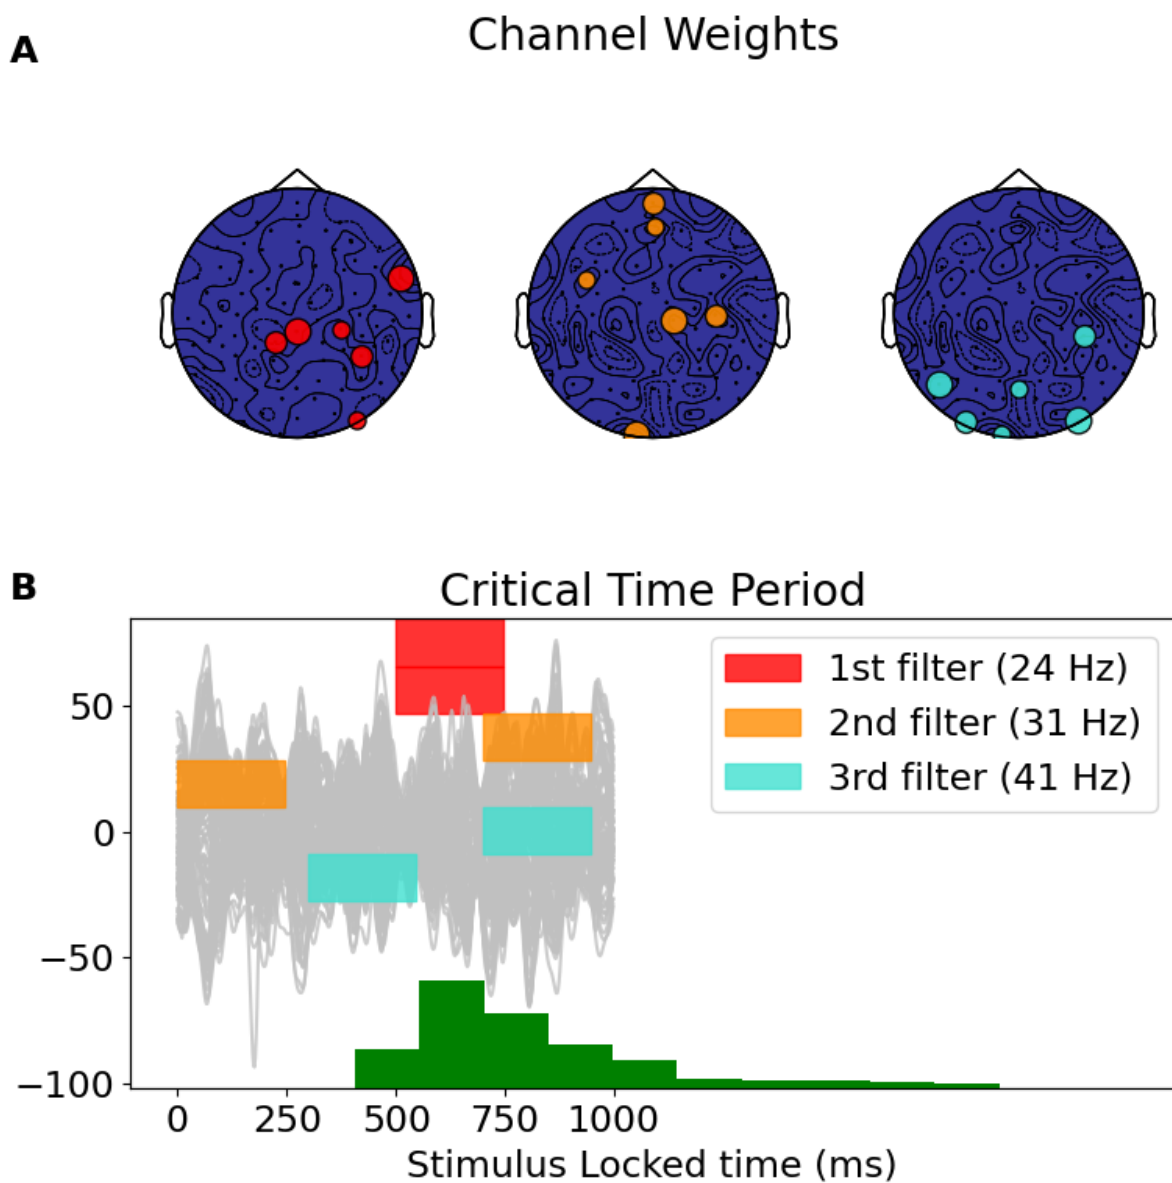 A
Channel Weights
B
Critical Time Period
1st filter (24 Hz)
2nd filter (31 Hz)
3rd filter (41 Hz)
50
0
−50
−100
0 250 500 750 1000
Stimulus Locked time (ms)